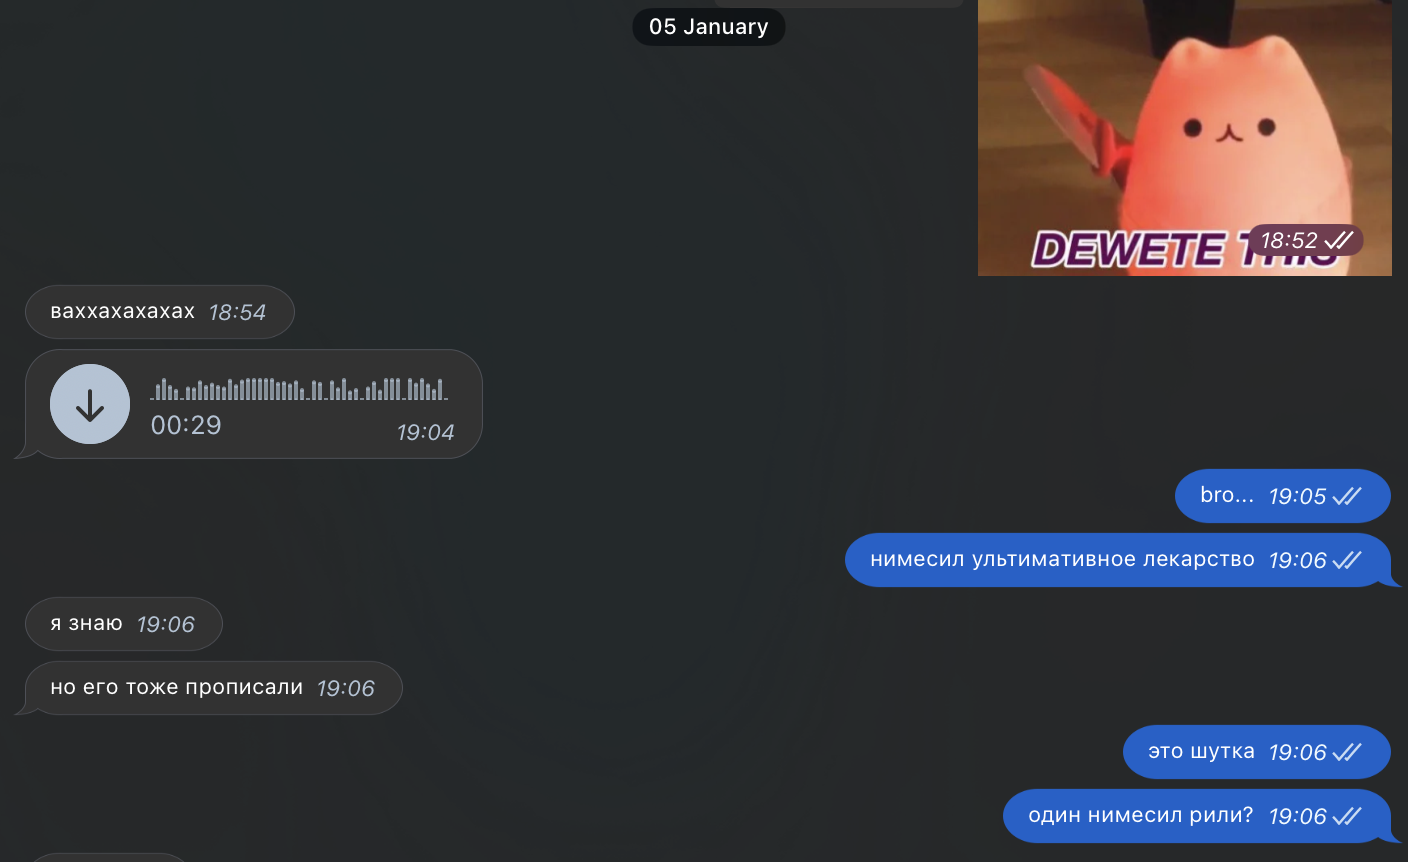 05 January
DEWETE THIS
18:52
ваххахахахах 18:54
00:29
19:04
bro... 19:05
нимесил ультимативное лекарство 19:06
я знаю 19:06
но его тоже прописали 19:06
это шутка 19:06
один нимесил рили? 19:06